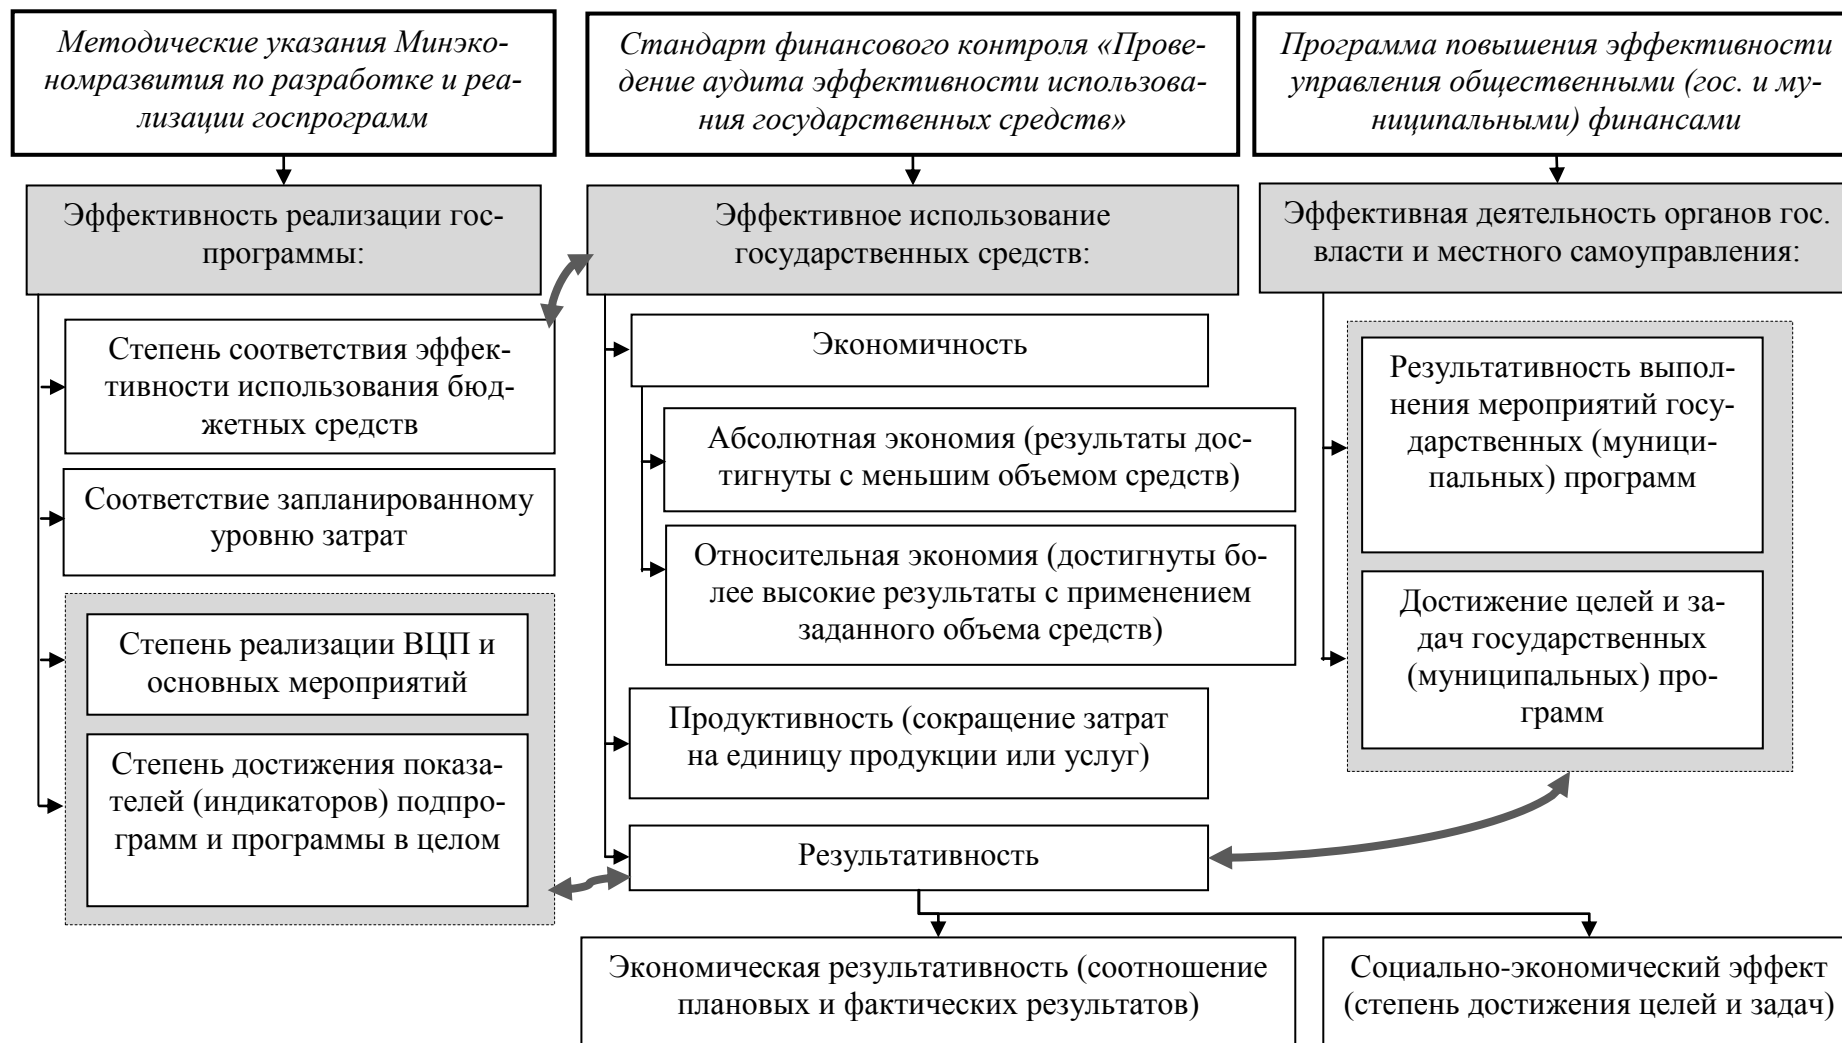 Методические указания Минэко-
номразвития по разработке и реа-
лизации госпрограмм
Эффективность реализации гос-
программы:
Степень соответствия эффек-
тивности использования бюд-
жетных средств
Соответствие запланированному
уровню затрат
Степень реализации ВЦП и
основных мероприятий
Степень достижения показа-
телей (индикаторов) подпро-
грамм и программы в целом
Стандарт финансового контроля «Прове-
дение аудита эффективности использова-
ния государственных средств»
Эффективное использование
государственных средств:
Экономичность
Абсолютная экономия (результаты дос-
тигнуты с меньшим объемом средств)
Относительная экономия (достигнуты бо-
лее высокие результаты с применением
заданного объема средств)
Продуктивность (сокращение затрат
на единицу продукции или услуг)
Результативность
Экономическая результативность (соотношение
плановых и фактических результатов)
Социально-экономический эффект
(степень достижения целей и задач)
Программа повышения эффективности
управления общественными (гос. и му-
ниципальными) финансами
Эффективная деятельность органов гос.
власти и местного самоуправления:
Результативность выпол-
нения мероприятий госу-
дарственных (муници-
пальных) программ
Достижение целей и за-
дач государственных
(муниципальных) про-
грамм